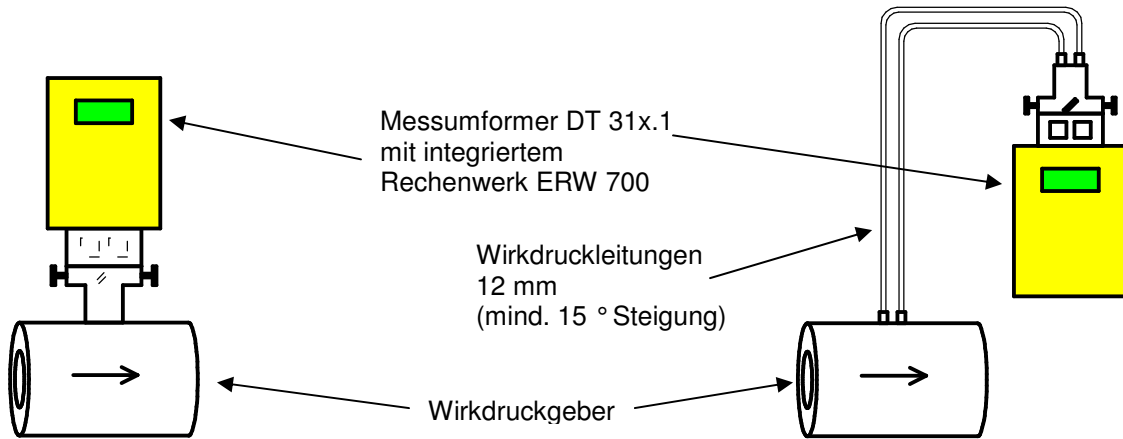 Messumformer DT 31x.1
mit integriertem
Rechenwerk ERW 700
Wirkdruckleitungen
12 mm
(mind. 15 ° Steigung)
Wirkdruckgeber